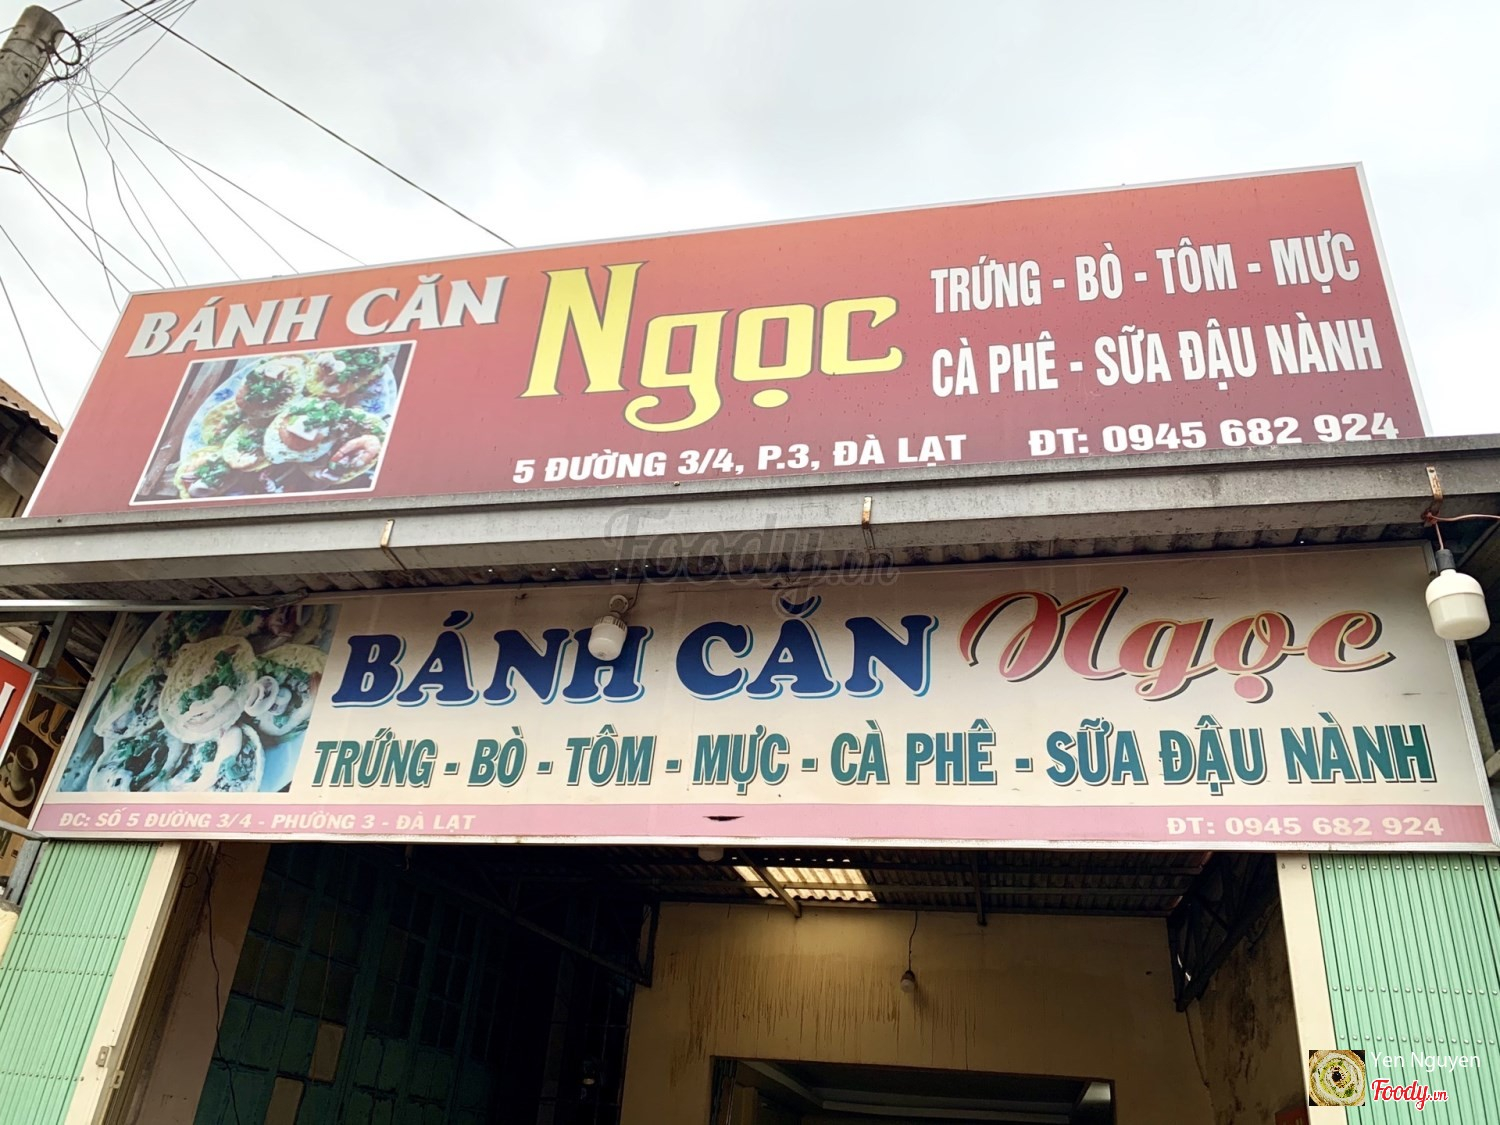 BÁNH CĂN Ngọc
TRỨNG - BÒ - TÔM - MỰC
CÀ PHÊ - SỮA ĐẬU NÀNH
5 ĐƯỜNG 3/4, P.3, ĐÀ LẠT ĐT: 0945 682 924
Foody.vn
BÁNH CĂN Ngọc
TRỨNG - BÒ - TÔM - MỰC - CÀ PHÊ - SỮA ĐẬU NÀNH
ĐC: SỐ 5 ĐƯỜNG 3/4 - PHƯỜNG 3 - ĐÀ LẠT ĐT: 0945 682 924
Yen Nguyen
Foody.vn